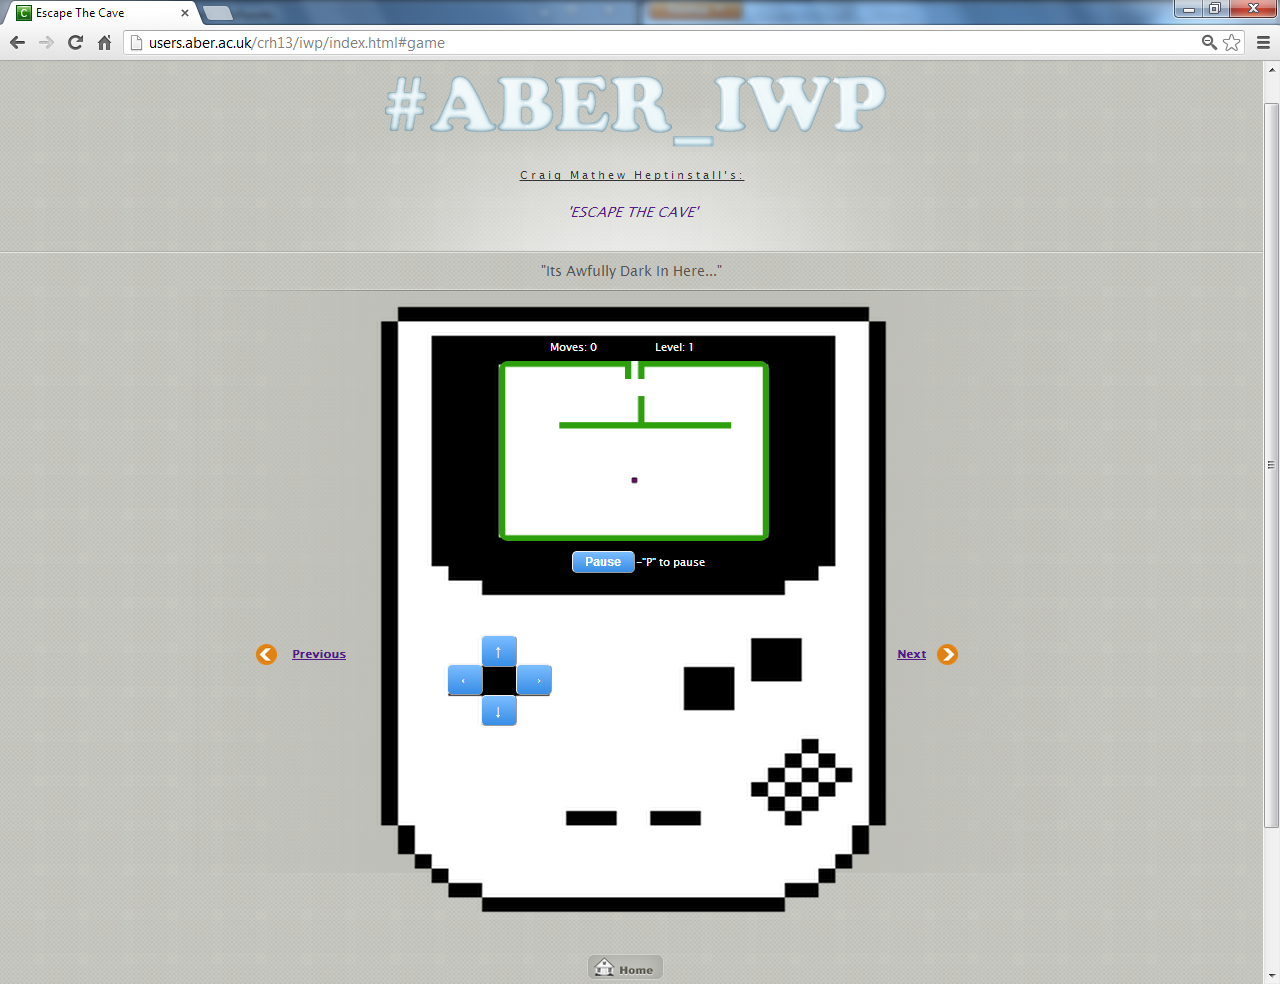 Escape The Cave
users.aber.ac.uk/crh13/iwp/index.html#game
#ABER_IWP
Craig Mathew Heptinstall's:
'ESCAPE THE CAVE'
"Its Awfully Dark In Here..."
Moves: 0 Level: 1
Pause -"P" to pause
Previous
Next
Home